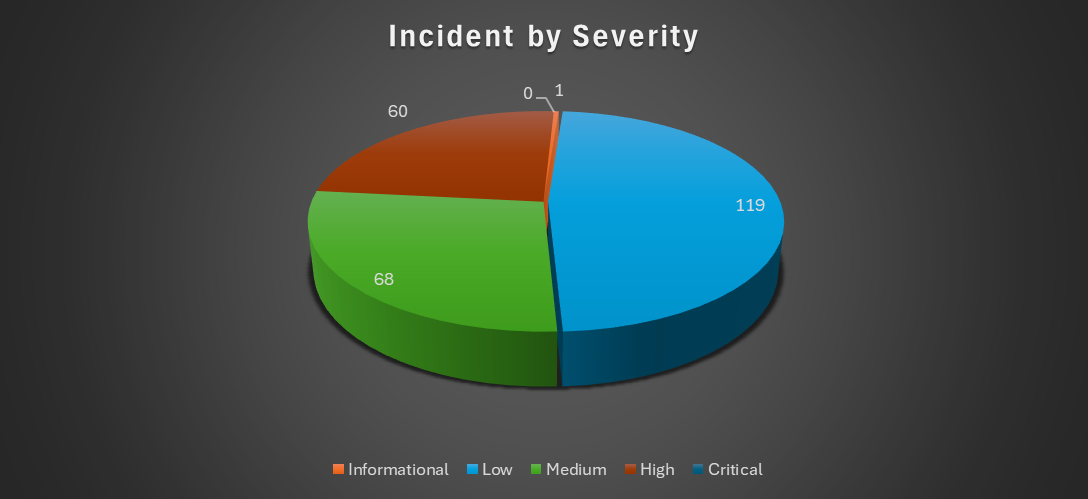 Incident by Severity
0 1
60
119
68
Informational Low Medium High Critical